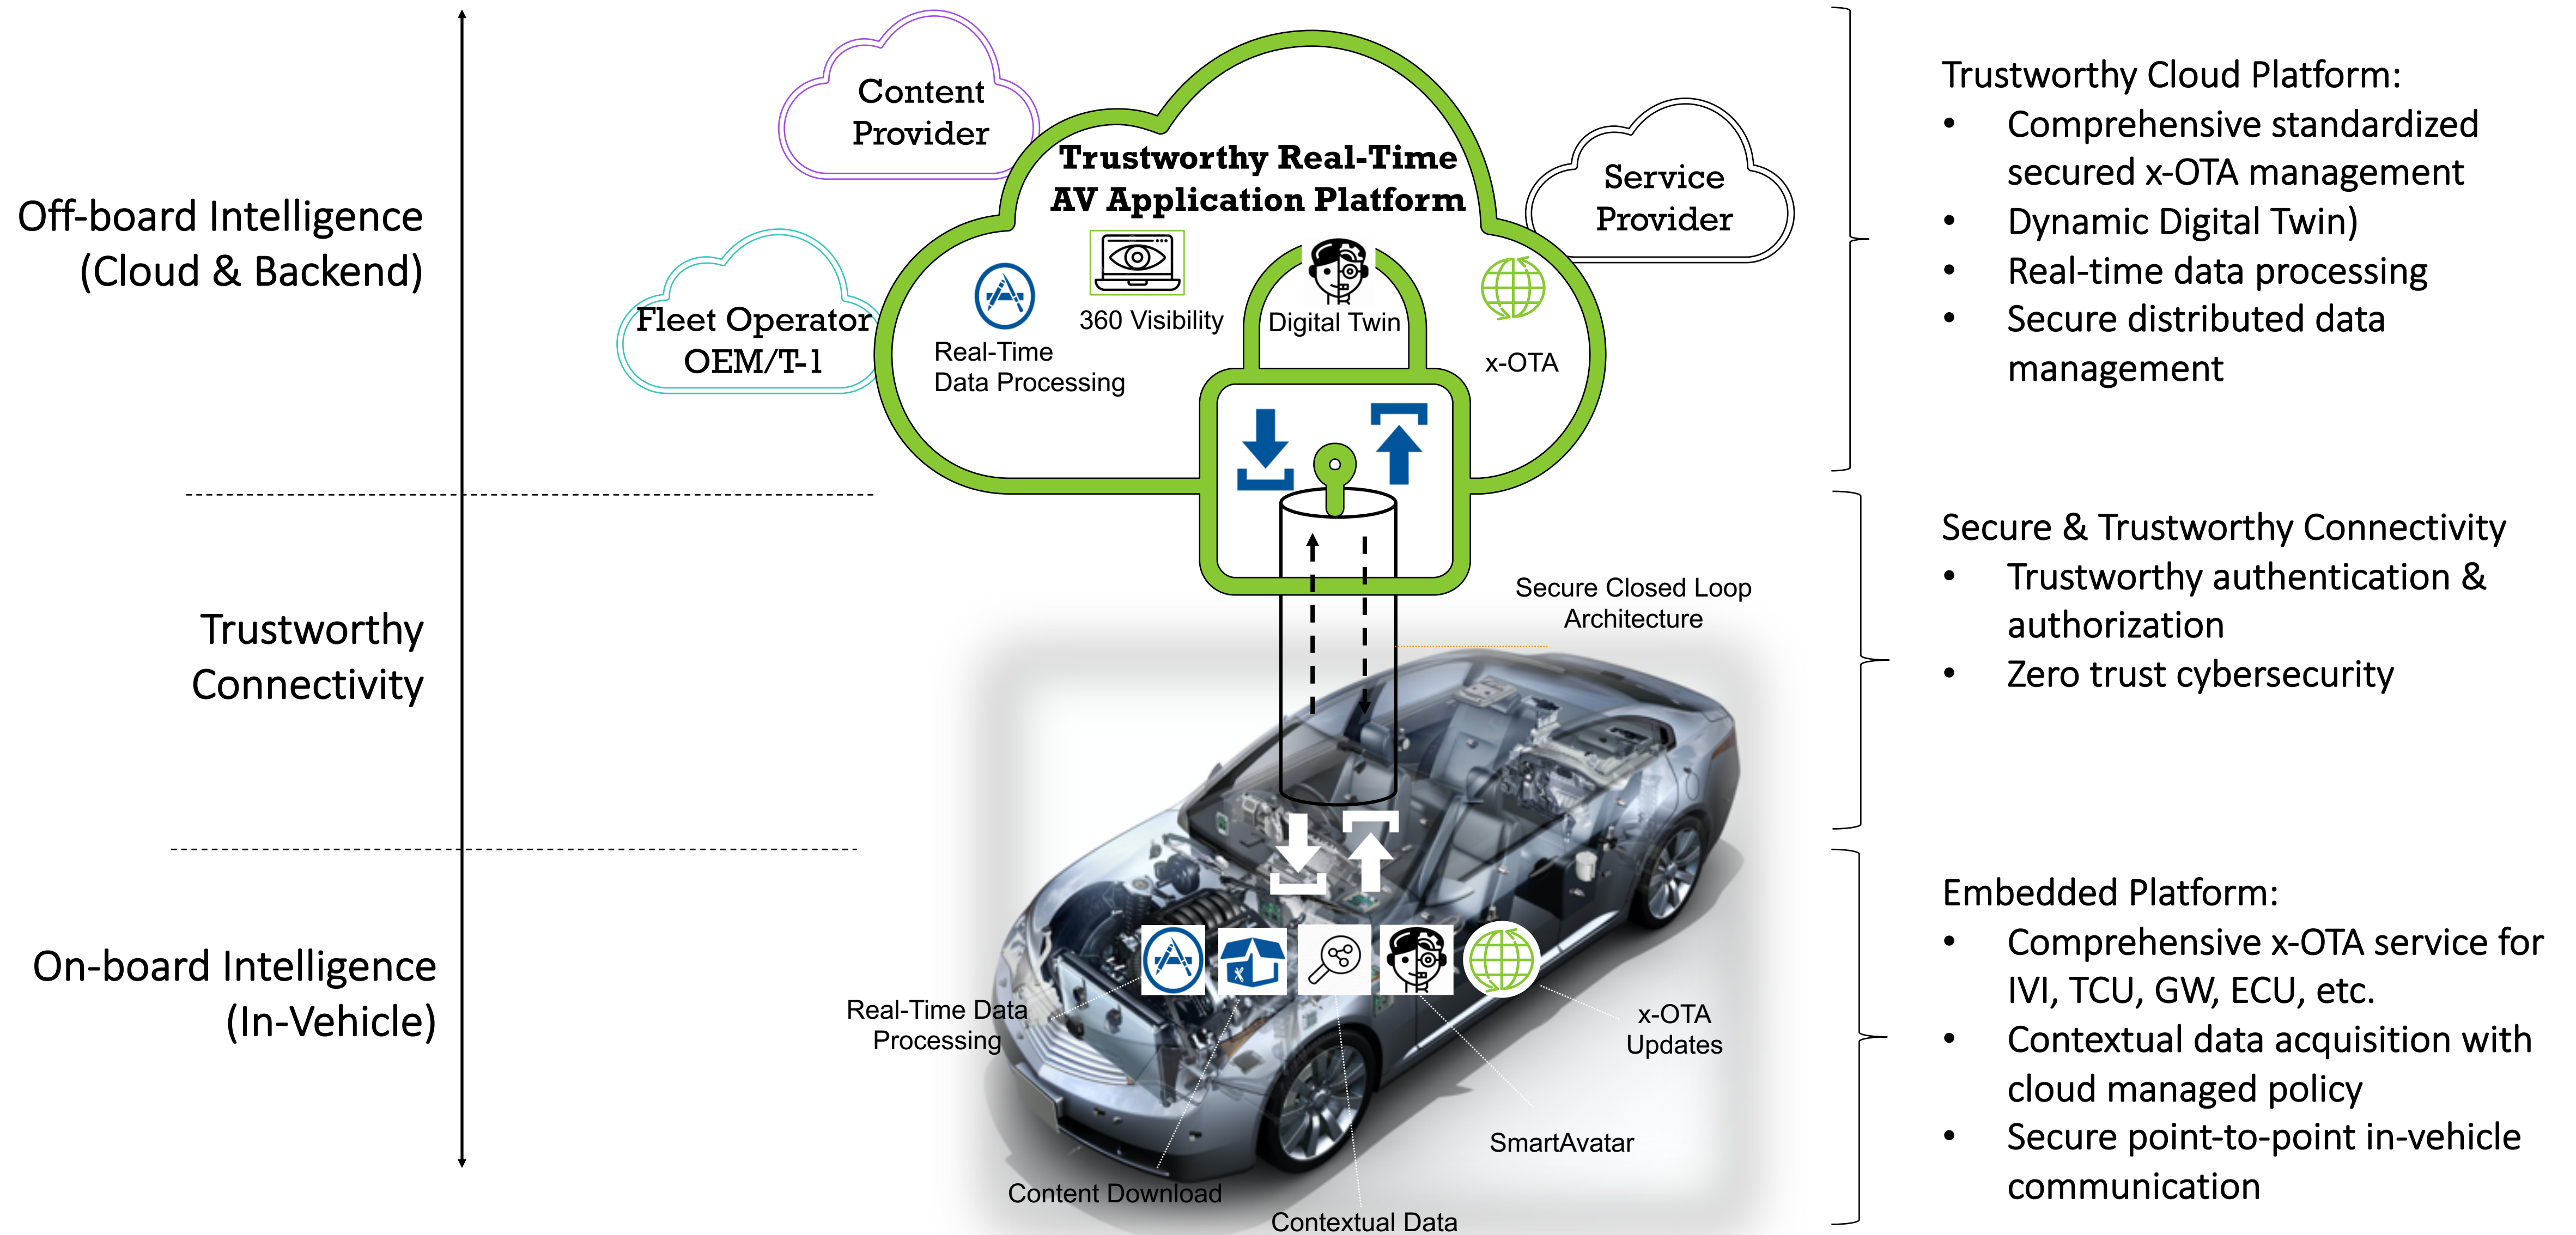 Off-board Intelligence
(Cloud & Backend)
Trustworthy
Connectivity
On-board Intelligence
(In-Vehicle)
Content
Provider
Fleet Operator
OEM/T-1
Service
Provider
Trustworthy Real-Time
AV Application Platform
Real-Time
Data Processing
360 Visibility
Digital Twin
x-OTA
Secure Closed Loop
Architecture
Real-Time Data
Processing
Content Download
Contextual Data
SmartAvatar
x-OTA
Updates
Trustworthy Cloud Platform:
• Comprehensive standardized
secured x-OTA management
• Dynamic Digital Twin)
• Real-time data processing
• Secure distributed data
management
Secure & Trustworthy Connectivity
• Trustworthy authentication &
authorization
• Zero trust cybersecurity
Embedded Platform:
• Comprehensive x-OTA service for
IVI, TCU, GW, ECU, etc.
• Contextual data acquisition with
cloud managed policy
• Secure point-to-point in-vehicle
communication